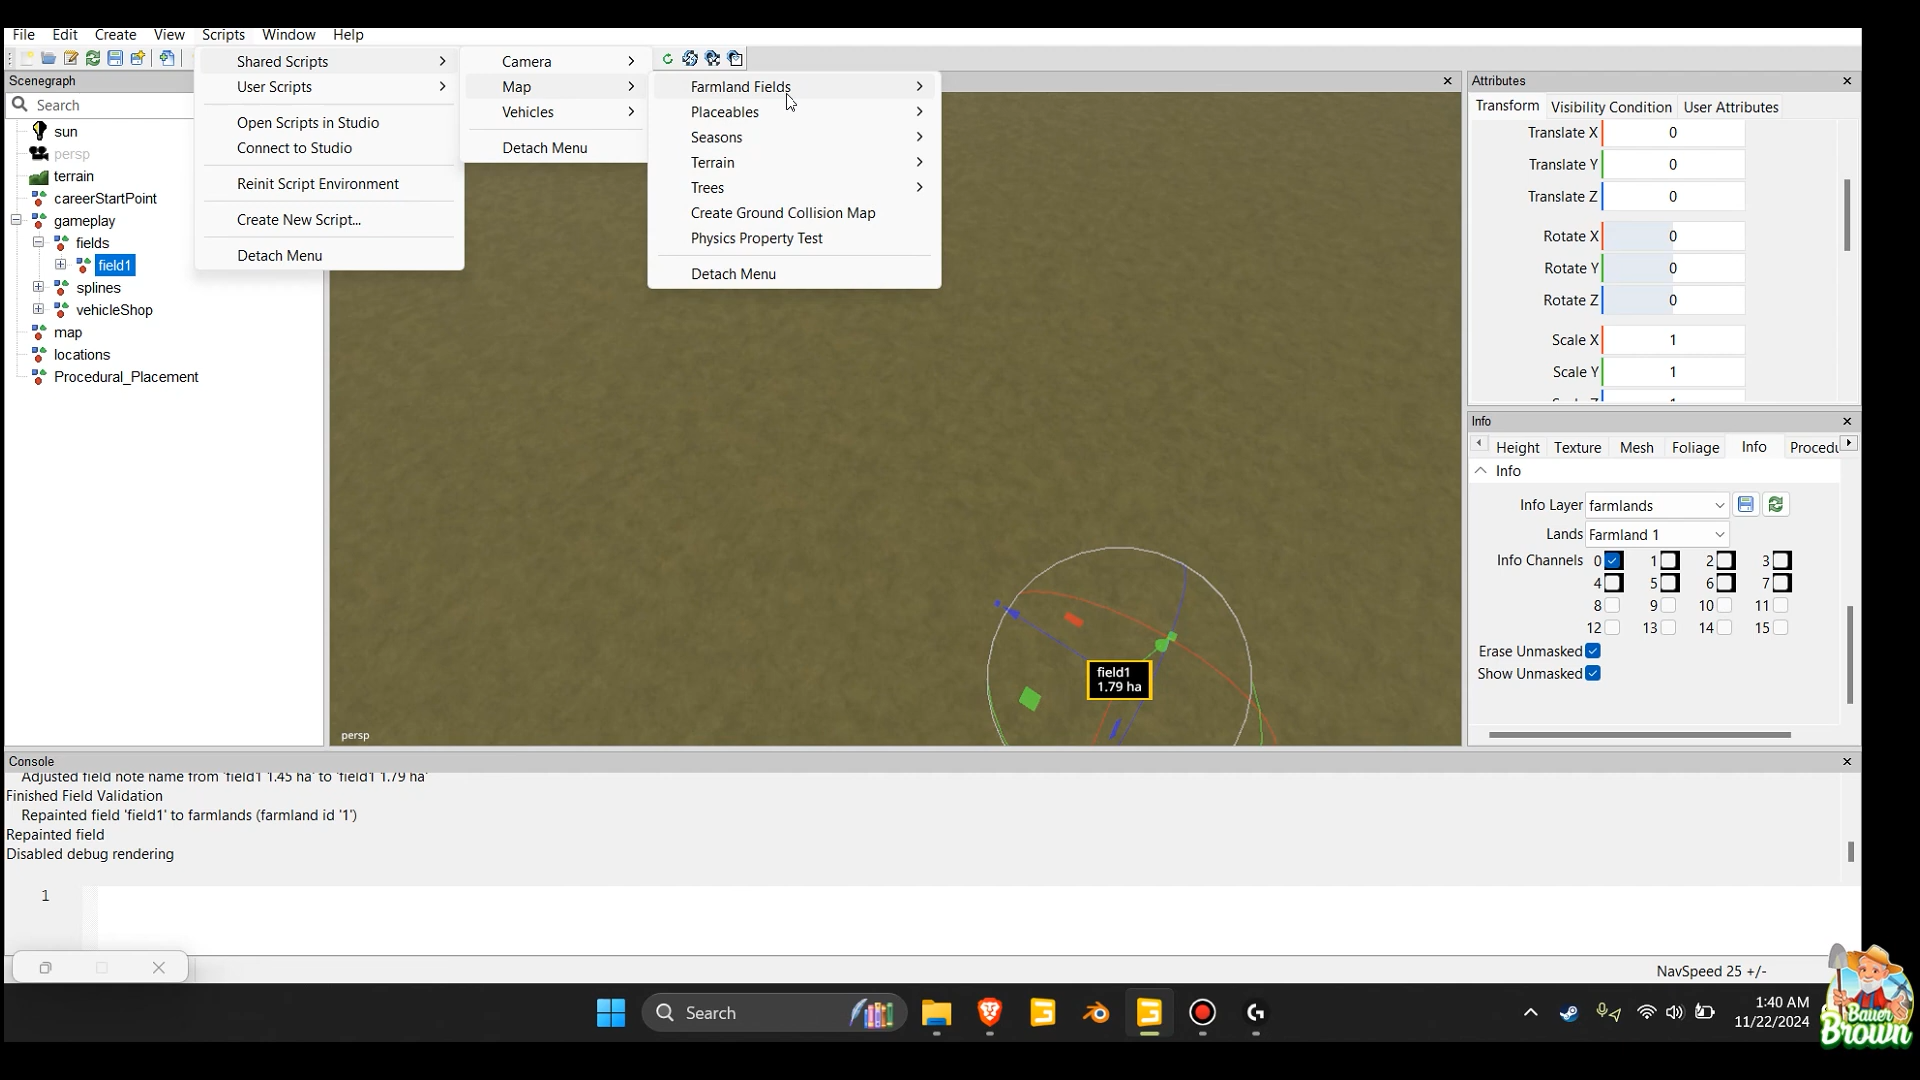 File Edit Create View Scripts Window Help
Scenegraph
Search
sun
persp
terrain
careerStartPoint
gameplay
fields
field1
splines
vehicleShop
map
locations
Procedural_Placement
Shared Scripts
User Scripts
Open Scripts in Studio
Connect to Studio
Reinit Script Environment
Create New Script...
Detach Menu
Camera
Map
Vehicles
Detach Menu
Farmland Fields
Placeables
Seasons
Terrain
Trees
Create Ground Collision Map
Physics Property Test
Detach Menu
field1
1.79 ha
persp
Attributes
Transform Visibility Condition User Attributes
Translate X 0
Translate Y 0
Translate Z 0
Rotate X 0
Rotate Y 0
Rotate Z 0
Scale X 1
Scale Y 1
Info
Height Texture Mesh Foliage Info Procedu
Info
Info Layer farmlands
Lands Farmland 1
Info Channels 0 1 2 3
4 5 6 7
8 9 10 11
12 13 14 15
Erase Unmasked
Show Unmasked
Console
Adjusted field note name from 'field1 1.45 ha' to 'field1 1.79 ha'
Finished Field Validation
Repainted field 'field1' to farmlands (farmland id '1')
Repainted field
Disabled debug rendering
1
NavSpeed 25 +/-
Search
1:40 AM
11/22/2024
Bauer
Brown